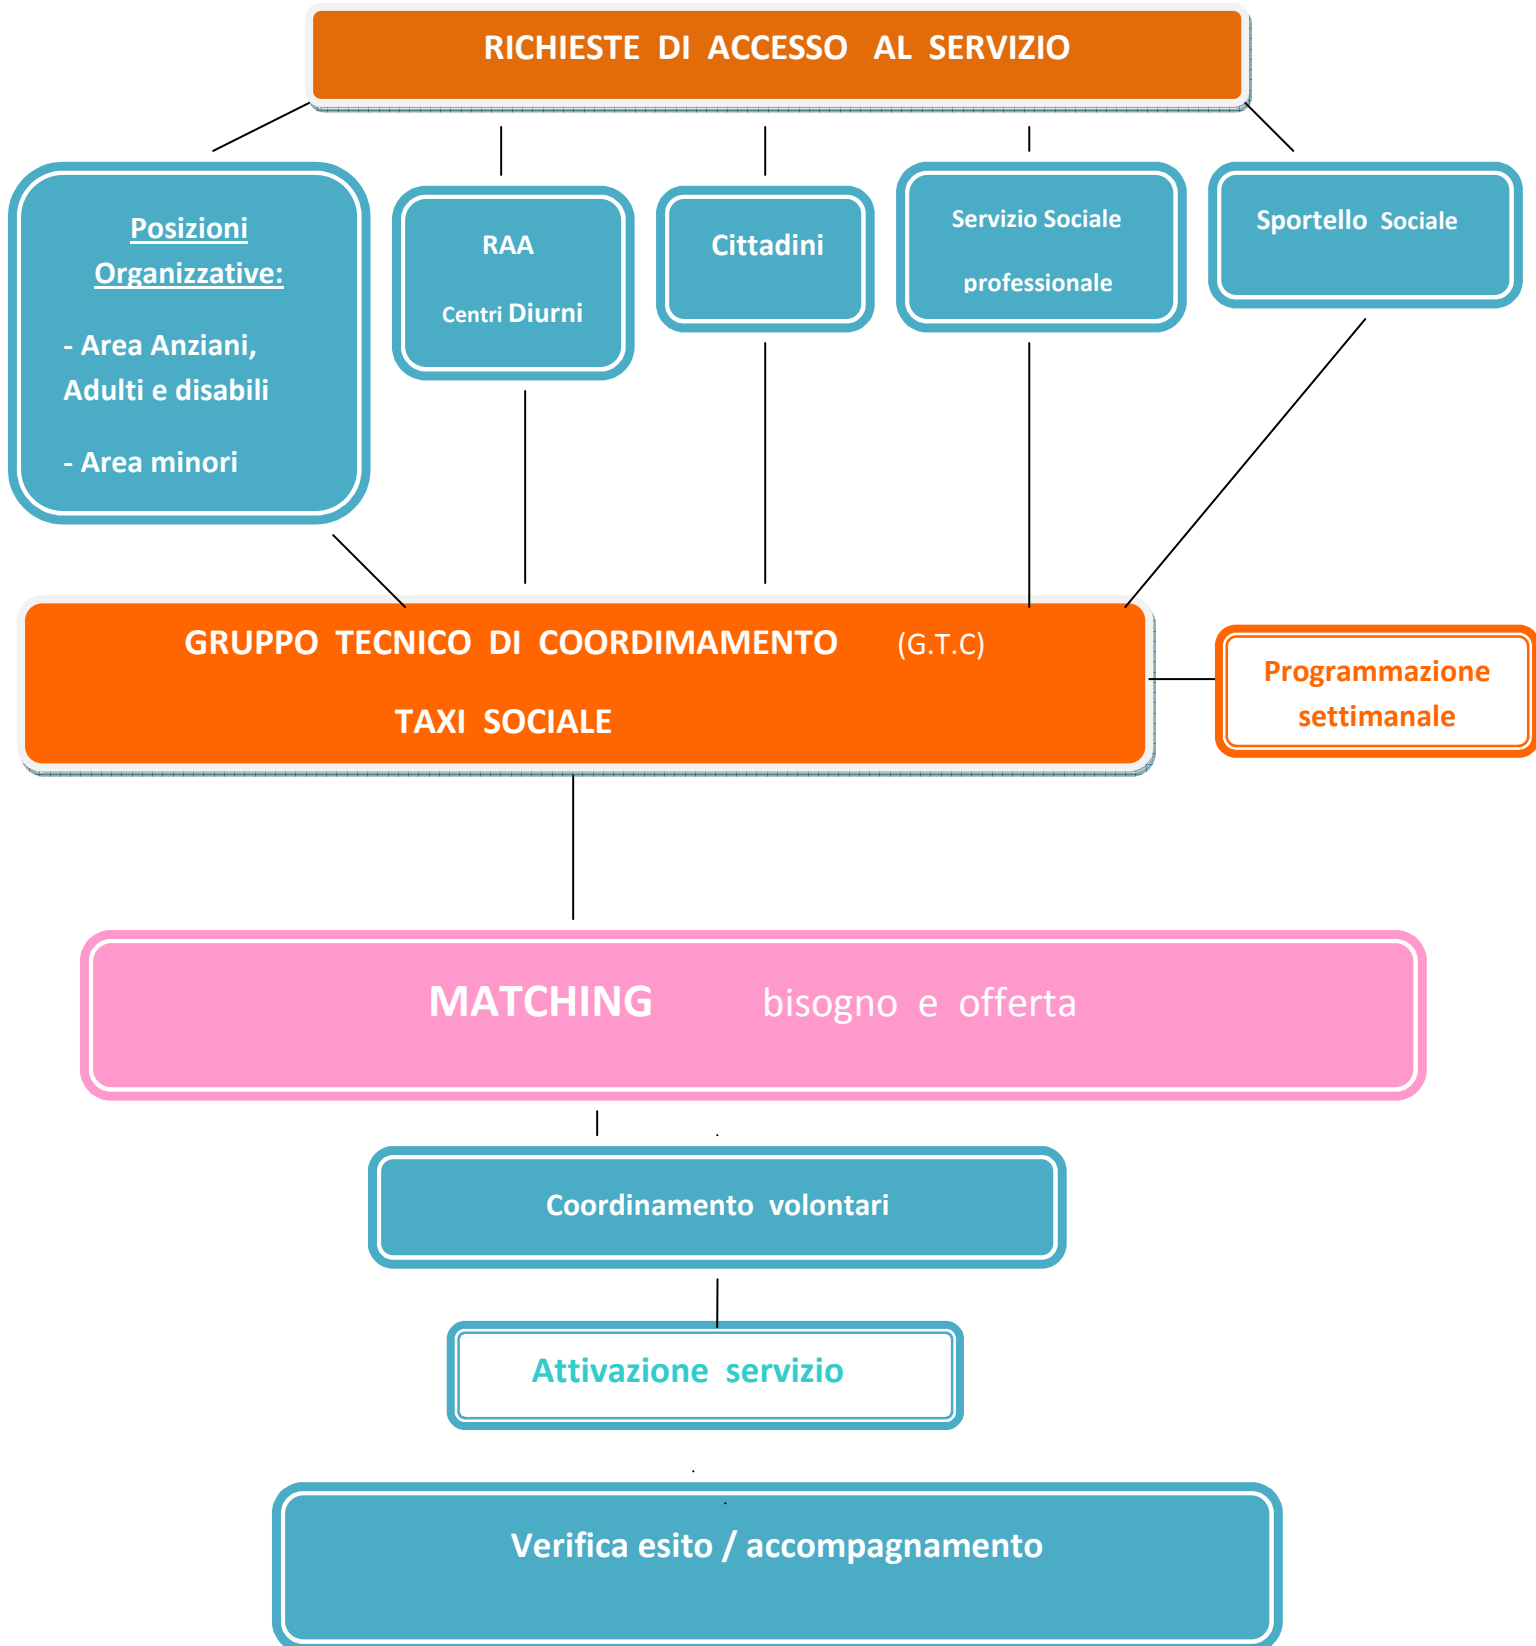 RICHIESTE DI ACCESSO AL SERVIZIO
Posizioni
Organizzative:
- Area Anziani,
Adulti e disabili
- Area minori
RAA
Centri Diurni
Cittadini
Servizio Sociale
professionale
Sportello Sociale
GRUPPO TECNICO DI COORDIMAMENTO (G.T.C)
TAXI SOCIALE
Programmazione
settimanale
MATCHING bisogno e offerta
Coordinamento volontari
Attivazione servizio
Verifica esito / accompagnamento